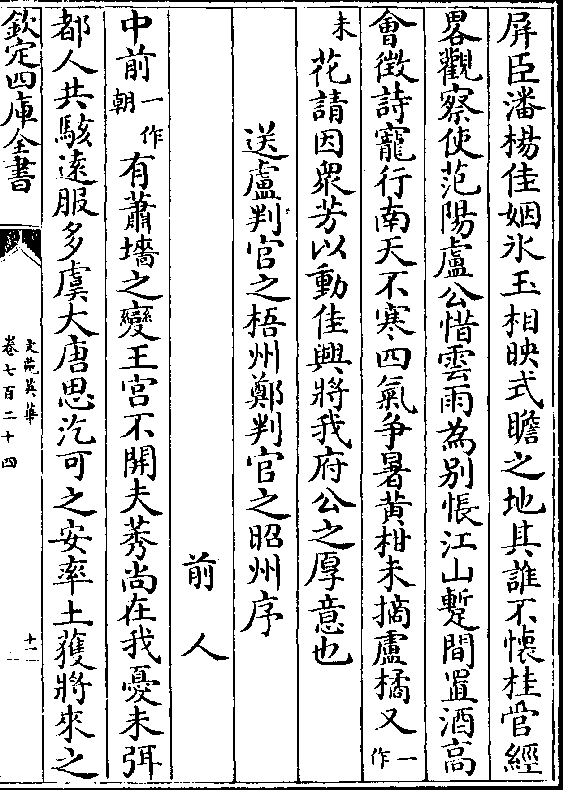 屏臣潘楊佳姻氷玉相映式瞻之地其誰不懷桂管經
畧觀察使范陽盧公惜雲雨為别悵江山蹔間置酒高
會徴詩寵行南天不寒四氣争暑黄柑未摘盧橘又一作
未花請因衆芳以動佳興將我府公之厚意也
送盧判官之梧州鄭判官之昭州序
前人
中前一作朝有蕭墻之變王宫不開夫莠尚在我憂未弭
都人共駭逺服多虞大唐思汔可之安率土獲將來之
欽定四庫全書
文苑英華
卷七百二十四
十一